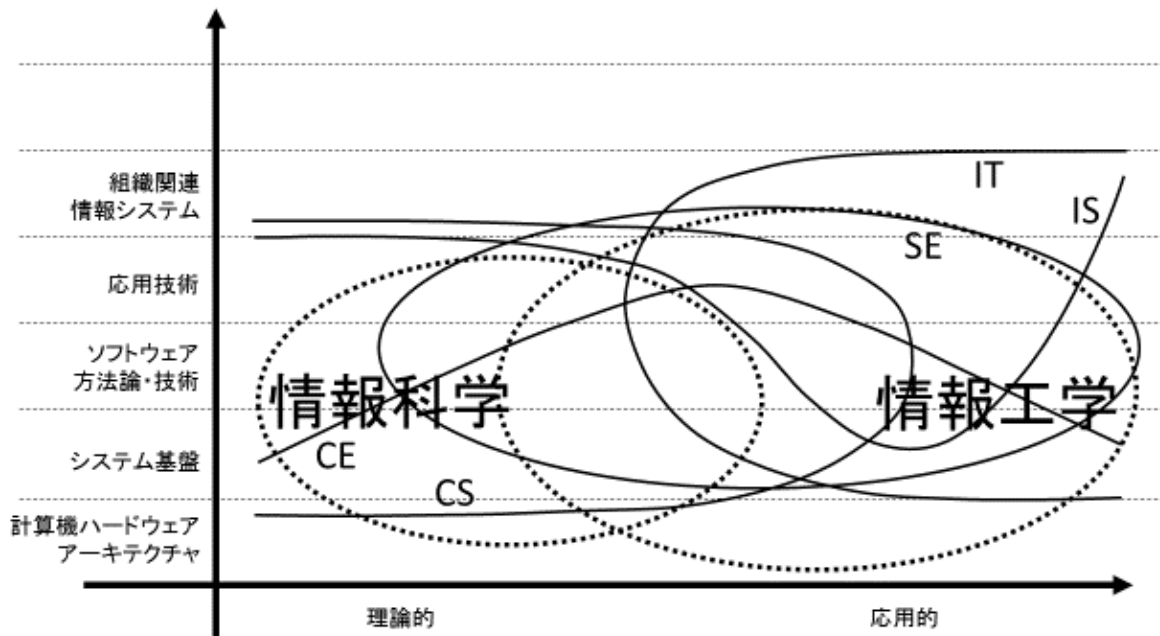 組織関連
情報システム
応用技術
ソフトウェア
方法論・技術
システム基盤
計算機ハードウェア
アーキテクチャ
IT
IS
SE
情報科学
情報工学
CE
CS
理論的
応用的